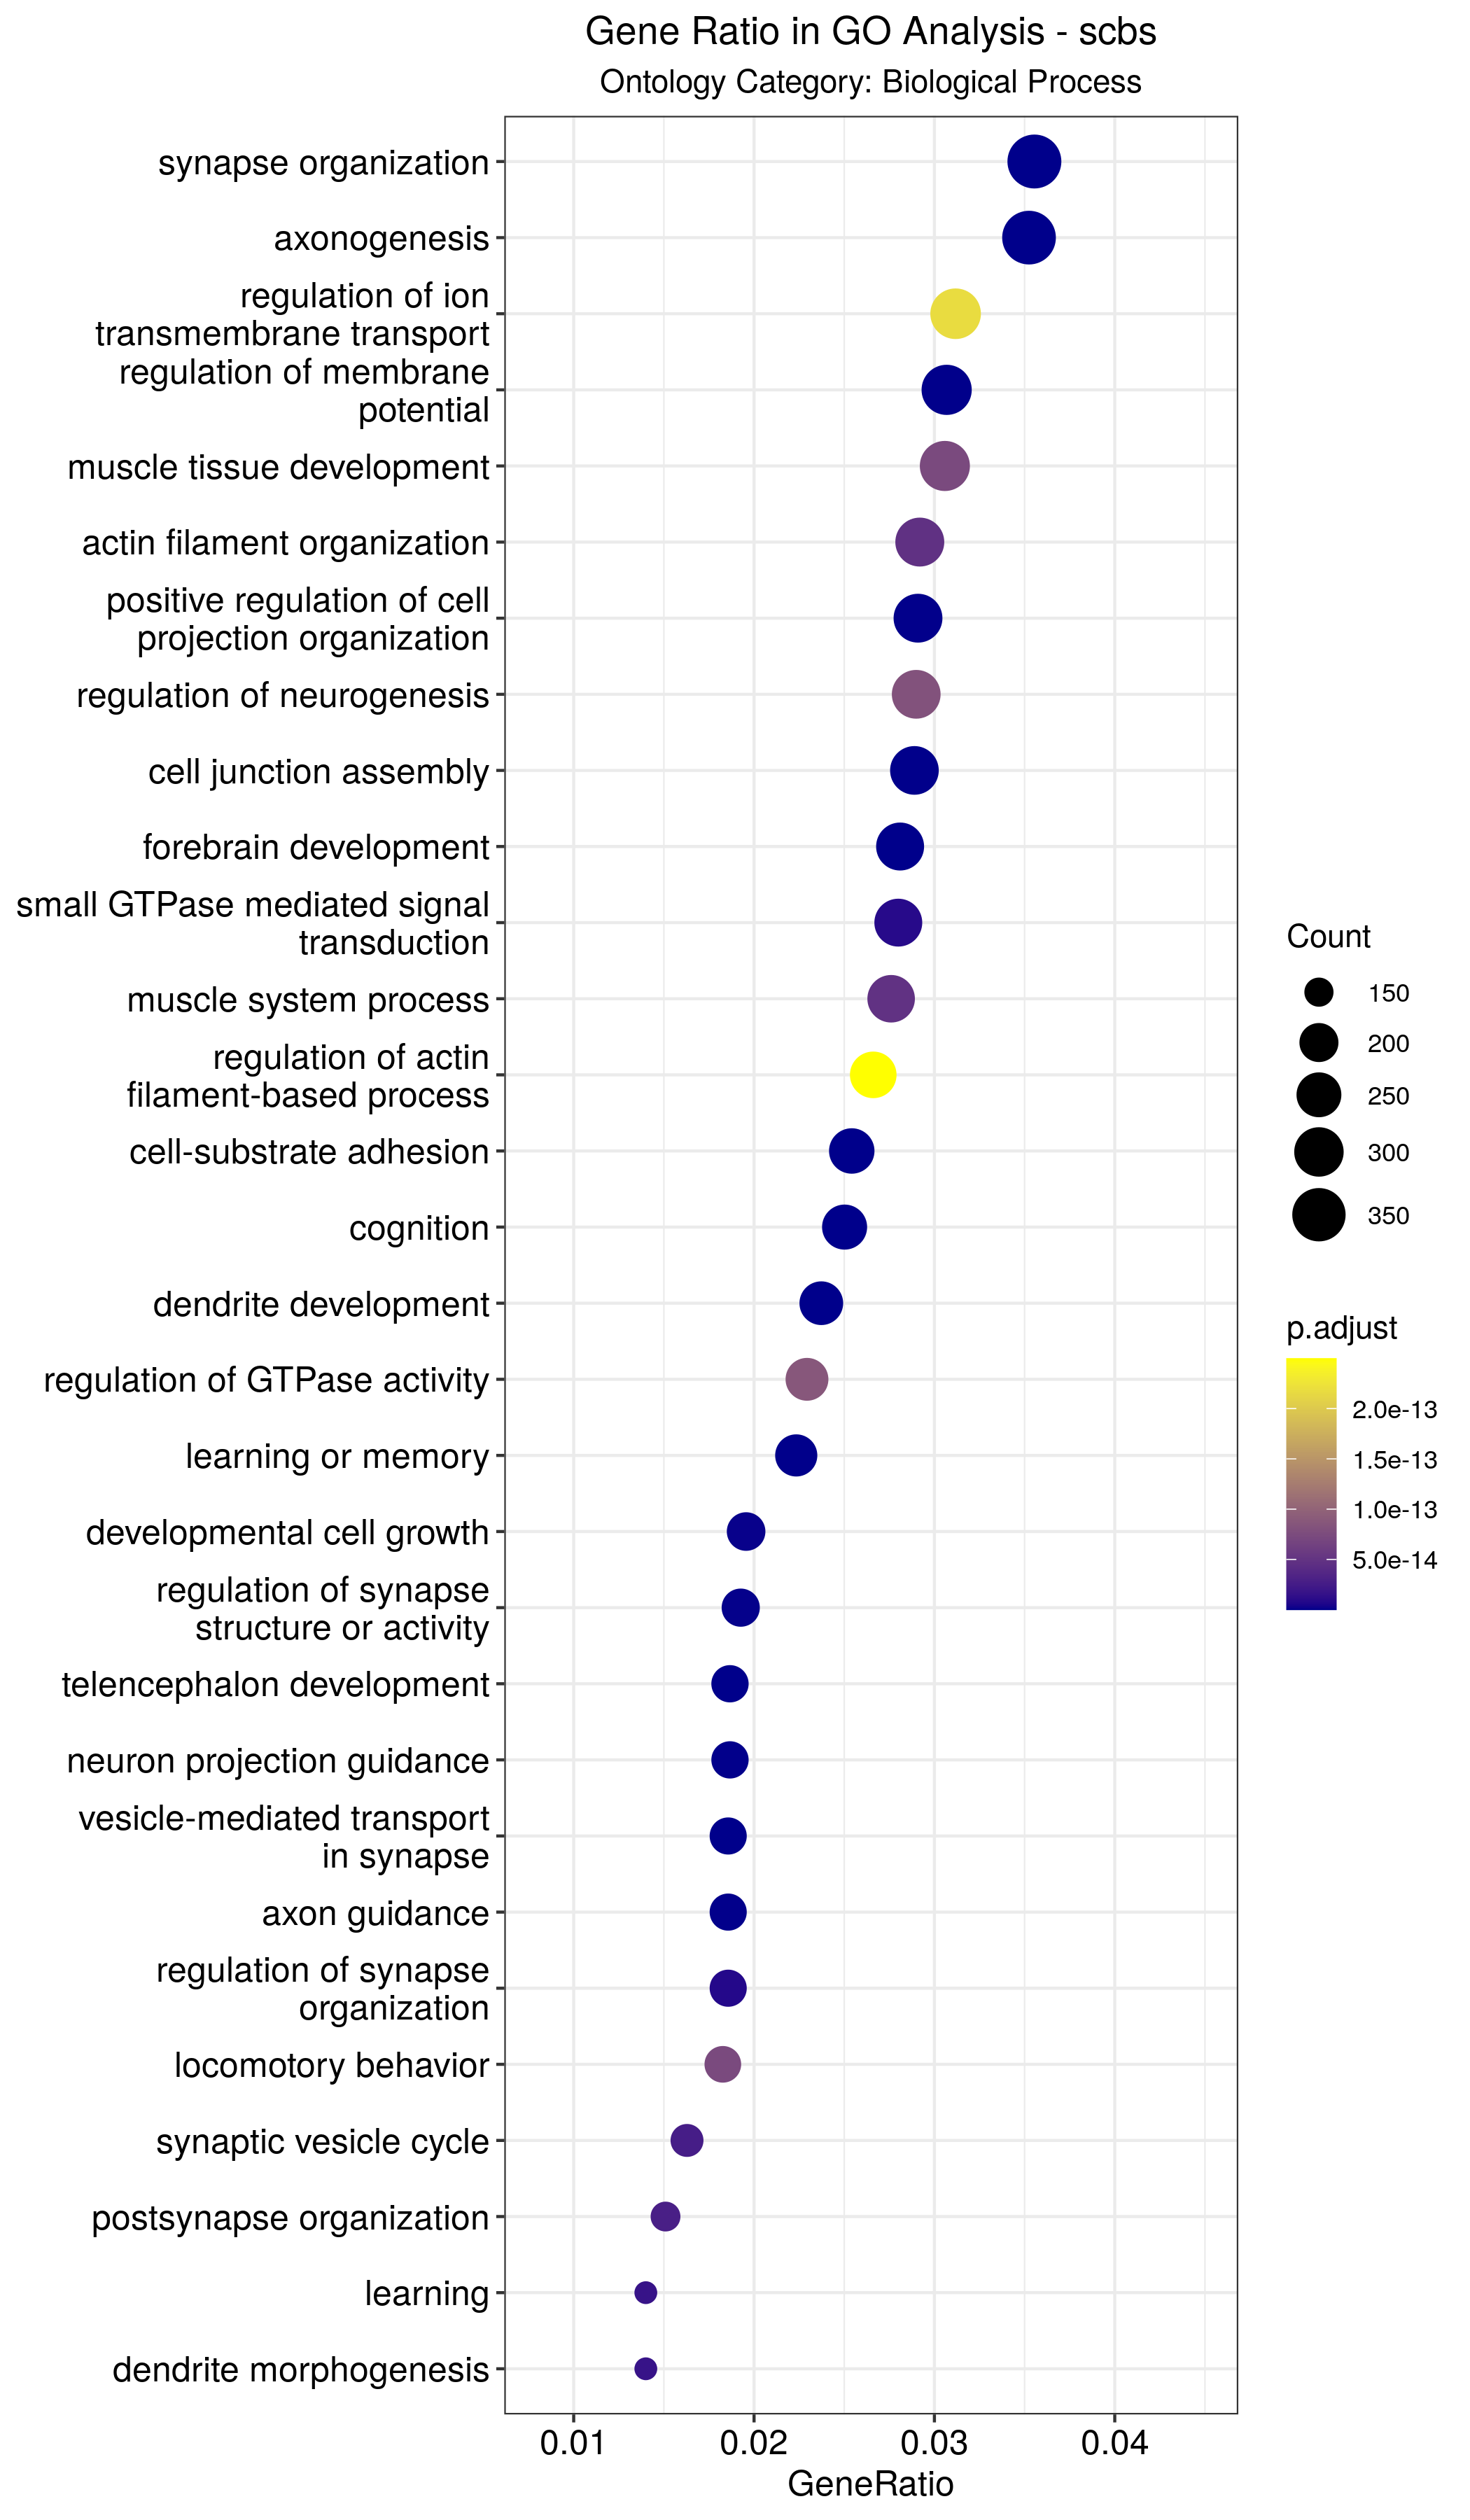 Gene Ratio in GO Analysis - scbs
Ontology Category: Biological Process
synapse organization
axonogenesis
regulation of ion
transmembrane transport
regulation of membrane
potential
muscle tissue development
actin filament organization
positive regulation of cell
projection organization
regulation of neurogenesis
cell junction assembly
forebrain development
small GTPase mediated signal
transduction
muscle system process
regulation of actin
filament-based process
cell-substrate adhesion
cognition
dendrite development
regulation of GTPase activity
learning or memory
developmental cell growth
regulation of synapse
structure or activity
telencephalon development
neuron projection guidance
vesicle-mediated transport
in synapse
axon guidance
regulation of synapse
organization
locomotory behavior
synaptic vesicle cycle
postsynapse organization
learning
dendrite morphogenesis
0.01 0.02 0.03 0.04
GeneRatio
Count
150
200
250
300
350
p.adjust
2.0e-13
1.5e-13
1.0e-13
5.0e-14